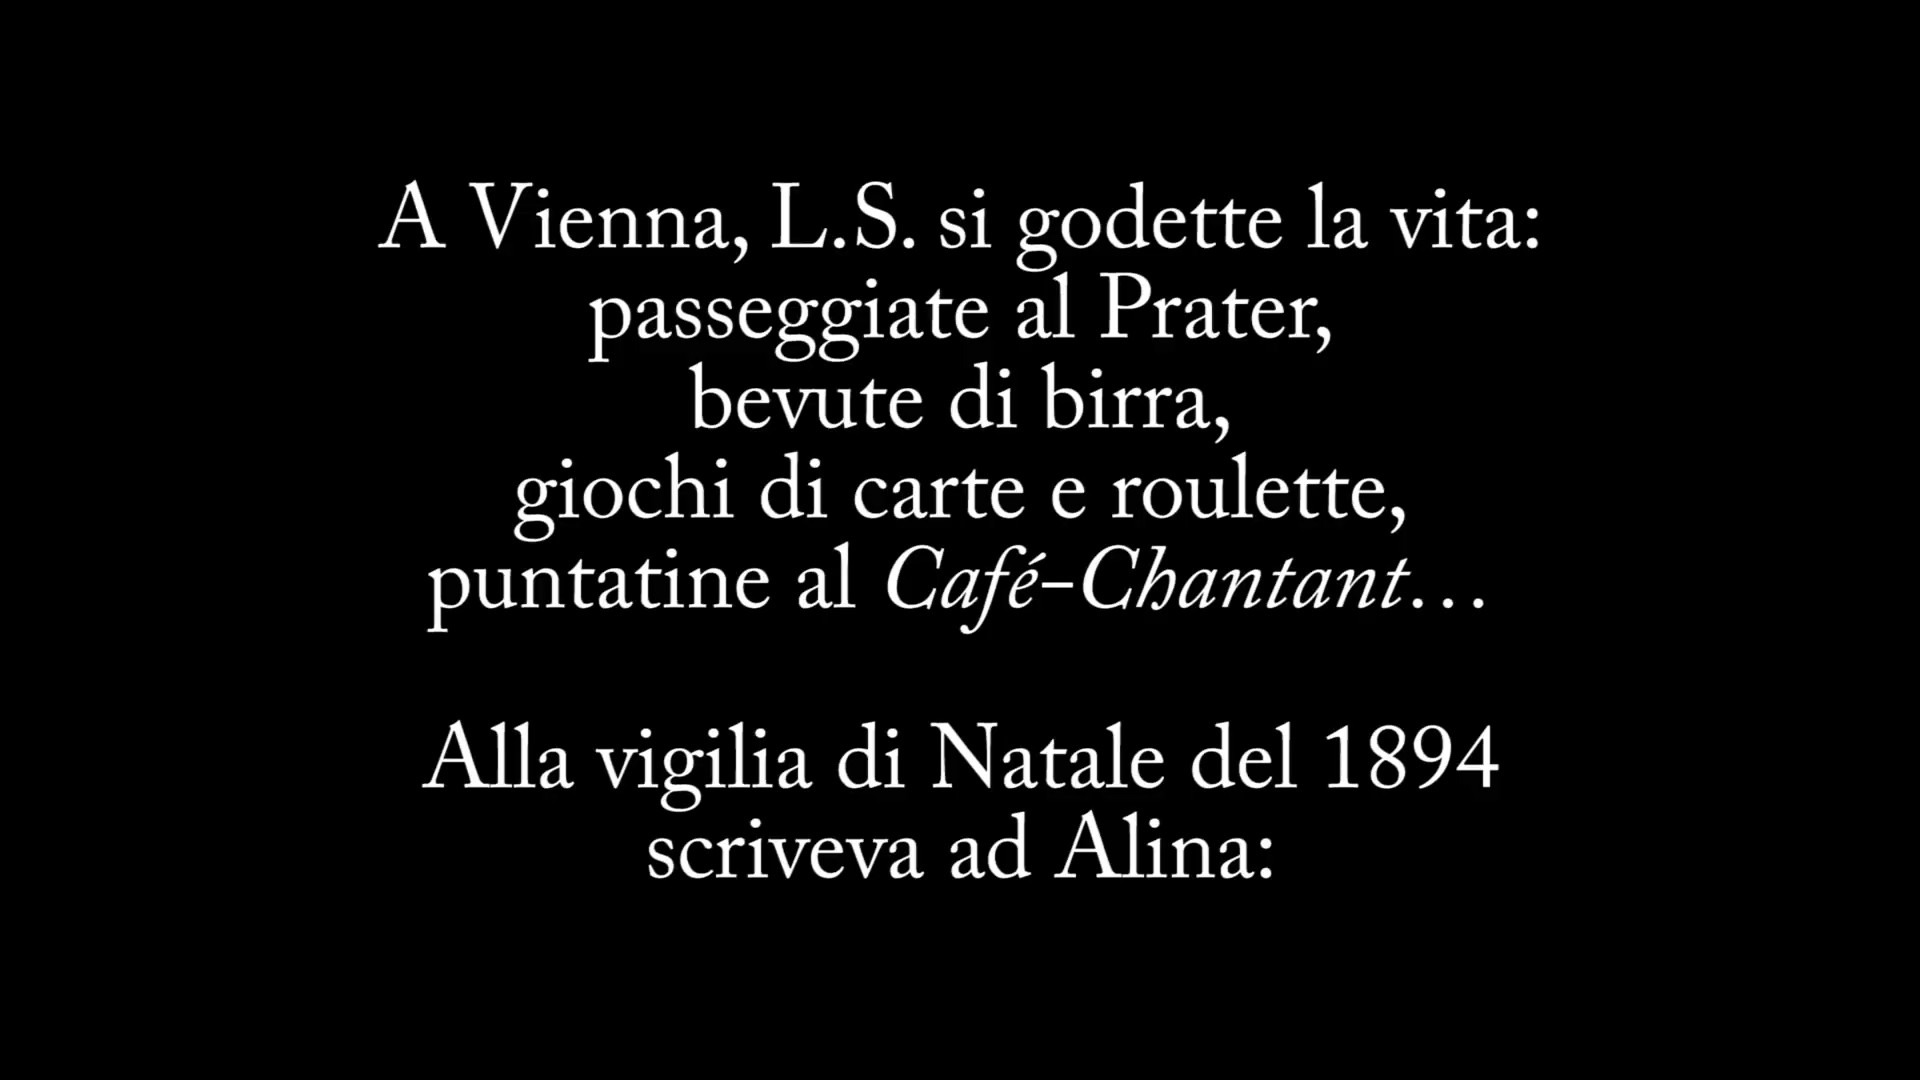 A Vienna, L.S. si godette la vita:
passeggiate al Prater,
bevute di birra,
giochi di carte e roulette,
puntatine al Café-Chantant…
Alla vigilia di Natale del 1894
scriveva ad Alina: